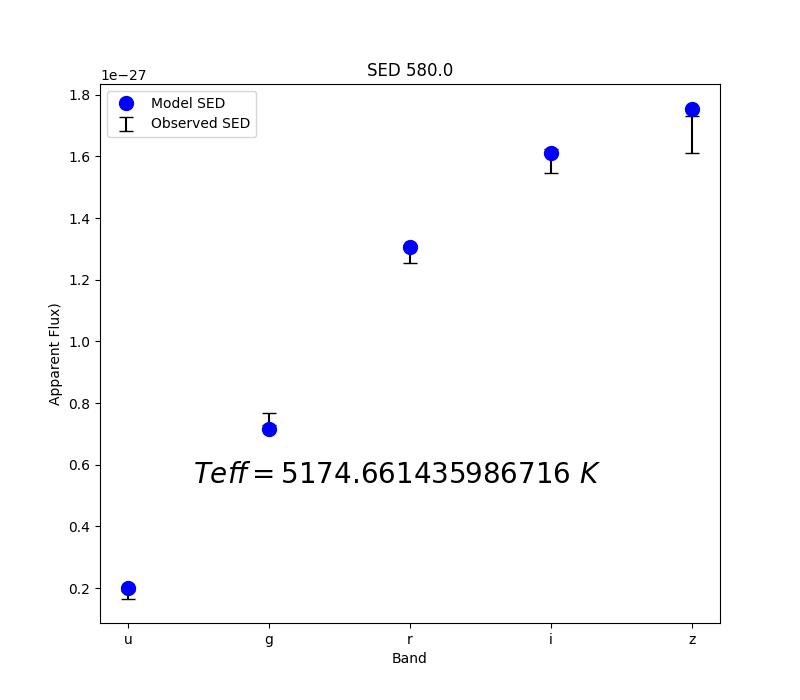 SED 580.0
1e−27
Model SED
Observed SED
1.8
1.6
1.4
1.2
1.0
0.8
0.6
0.4
0.2
Apparent Flux)
Teff = 5174.661435986716 K
u g r i z
Band